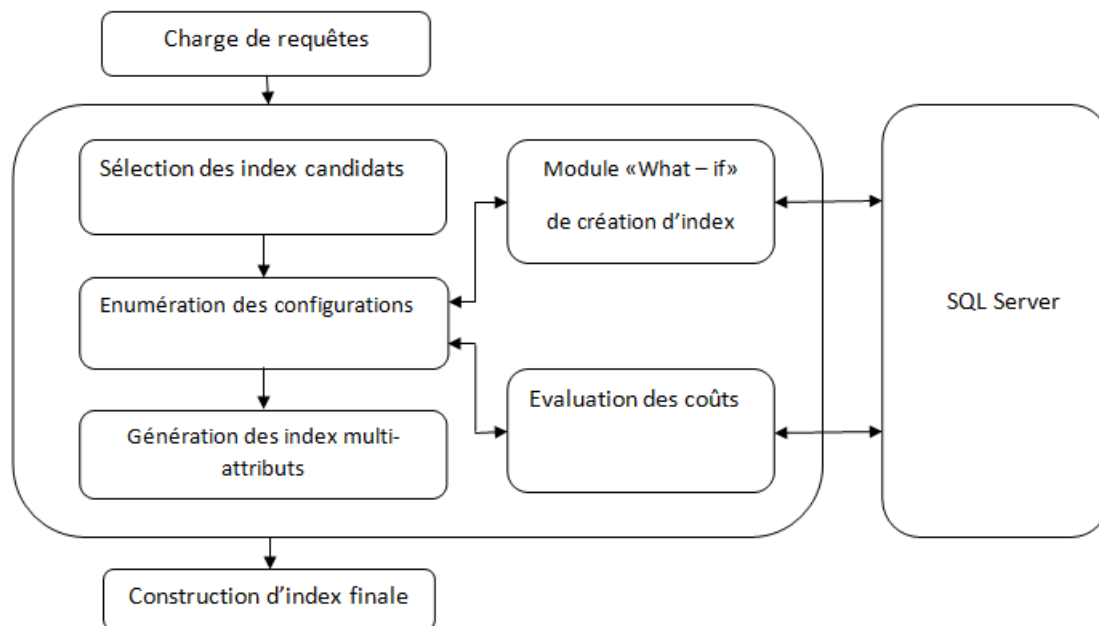 Charge de requêtes
Sélection des index candidats
Module «What – if»
de création d'index
Enumération des configurations
SQL Server
Evaluation des coûts
Génération des index multi-
attributs
Construction d'index finale